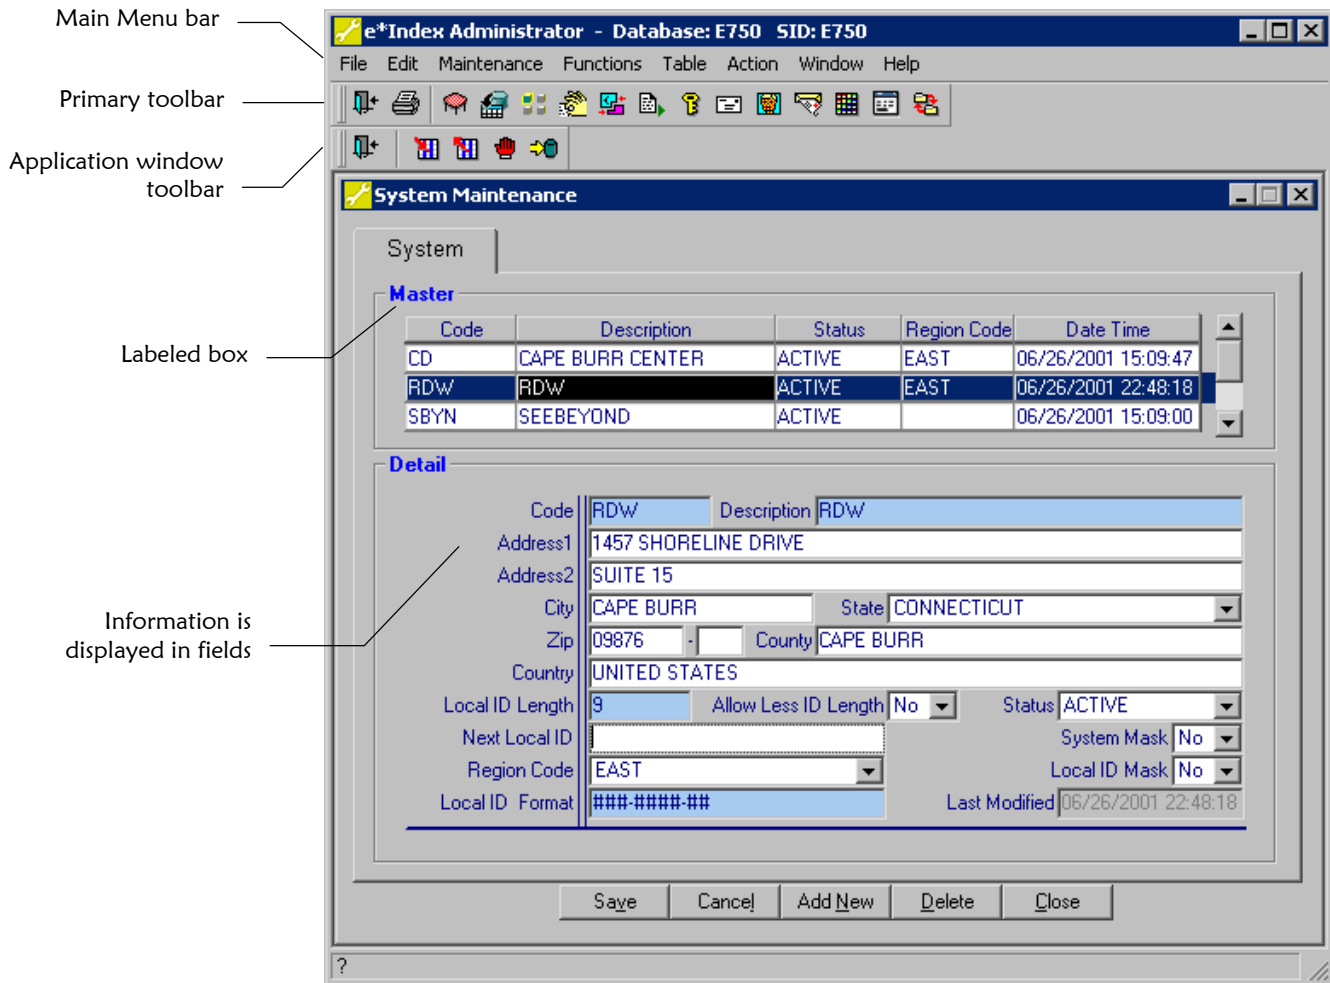 Main Menu bar
e*Index Administrator - Database: E750 SID: E750
File Edit Maintenance Functions Table Action Window Help
Primary toolbar
Application window
toolbar
System Maintenance
System
Master
Code Description Status Region Code Date Time
Labeled box
CD CAPE BURR CENTER ACTIVE EAST 06/26/2001 15:09:47
RDW RDW ACTIVE EAST 06/26/2001 22:48:18
SBYN SEEBEYOND ACTIVE 06/26/2001 15:09:00
Detail
Code RDW Description RDW
Address1 1457 SHORELINE DRIVE
Address2 SUITE 15
City CAPE BURR State CONNECTICUT
Information is
displayed in fields
Zip 09876 - County CAPE BURR
Country UNITED STATES
Local ID Length 9 Allow Less ID Length No Status ACTIVE
Next Local ID System Mask No
Region Code EAST Local ID Mask No
Local ID Format ###-####-## Last Modified 06/26/2001 22:48:18
Save Cancel Add New Delete Close
?